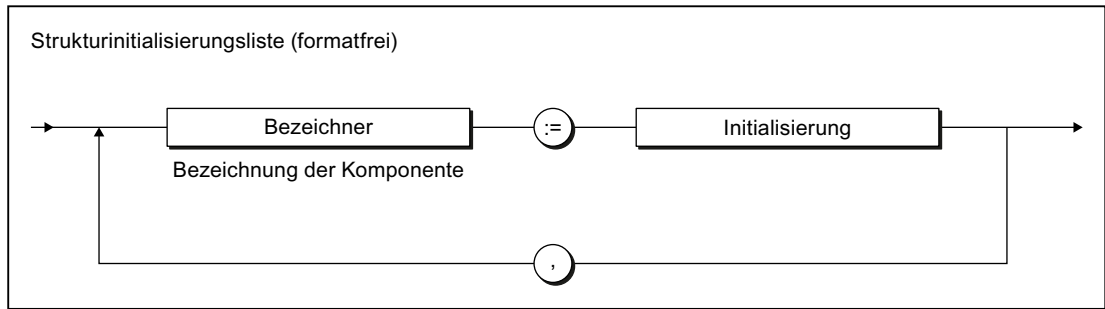 Strukturinitialisierungsliste (formatfrei)
Bezeichner := Initialisierung
Bezeichnung der Komponente
,